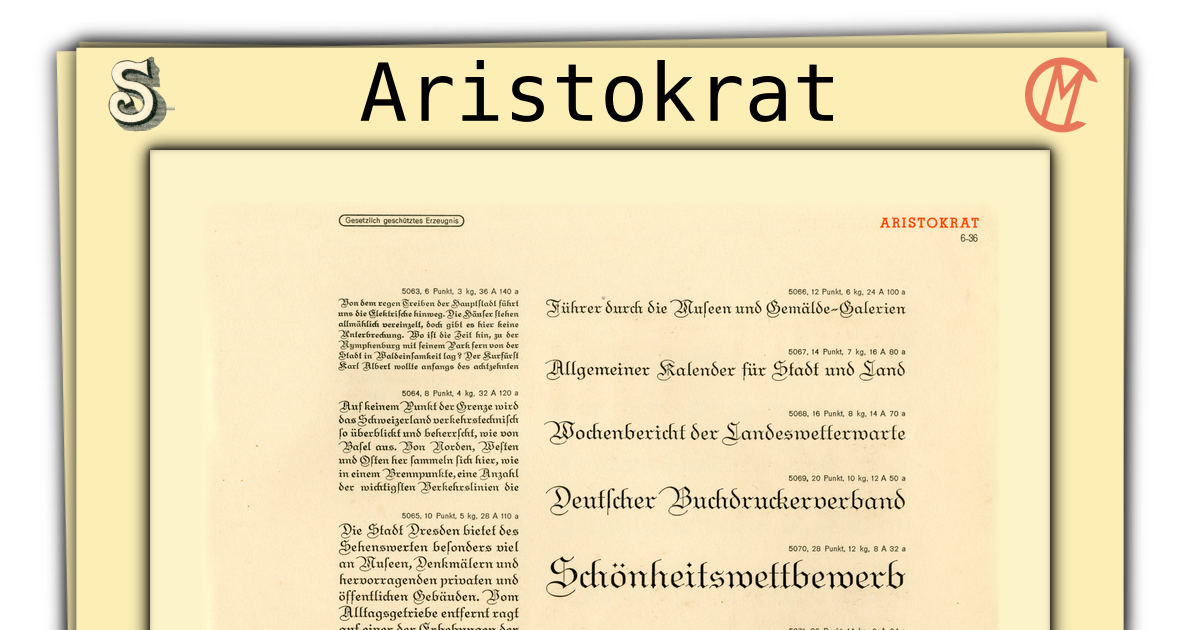 Aristokrat
Gesetzlich geschütztes Erzeugnis
ARISTOKRAT
6-36
5063, 6 Punkt, 3 kg, 36 A 140 a
Von dem regen Treiben der Hauptſtadt führt
uns die Elektriſche hinweg. Die Häuſer ſtehen
allmählich vereinzelt, doch gibt es hier keine
Unterbrechung. Wo iſt die Zeit hin, zu der
Nymphenburg mit ſeinem Park fern von der
Stadt in Waldeinſamkeit lag? Der Kurfürſt
Karl Albert wollte anfangs des achtzehnten
5064, 8 Punkt, 4 kg, 32 A 120 a
Auf keinem Punkt der Grenze wird
das Schweizerland verkehrstechniſch
ſo überblickt und beherrſcht, wie von
Baſel aus. Von Norden, Weſten
und Oſten her ſammeln ſich hier, wie
in einem Brennpunkte, eine Anzahl
der wichtigſten Verkehrslinien die
5065, 10 Punkt, 5 kg, 28 A 110 a
Die Stadt Dresden bietet des
Sehenswerten beſonders viel
an Muſeen, Denkmälern und
hervorragenden privaten und
öffentlichen Gebäuden. Vom
Alltagsgetriebe entfernt ragt
auf einer der Erhebungen der
5066, 12 Punkt, 6 kg, 24 A 100 a
Führer durch die Muſeen und Gemälde-Galerien
5067, 14 Punkt, 7 kg, 16 A 80 a
Allgemeiner Kalender für Stadt und Land
5068, 16 Punkt, 8 kg, 14 A 70 a
Wochenbericht der Landeswetterwarte
5069, 20 Punkt, 10 kg, 12 A 50 a
Deutſcher Buchdruckerverband
5070, 28 Punkt, 12 kg, 8 A 32 a
Schönheitswettbewerb